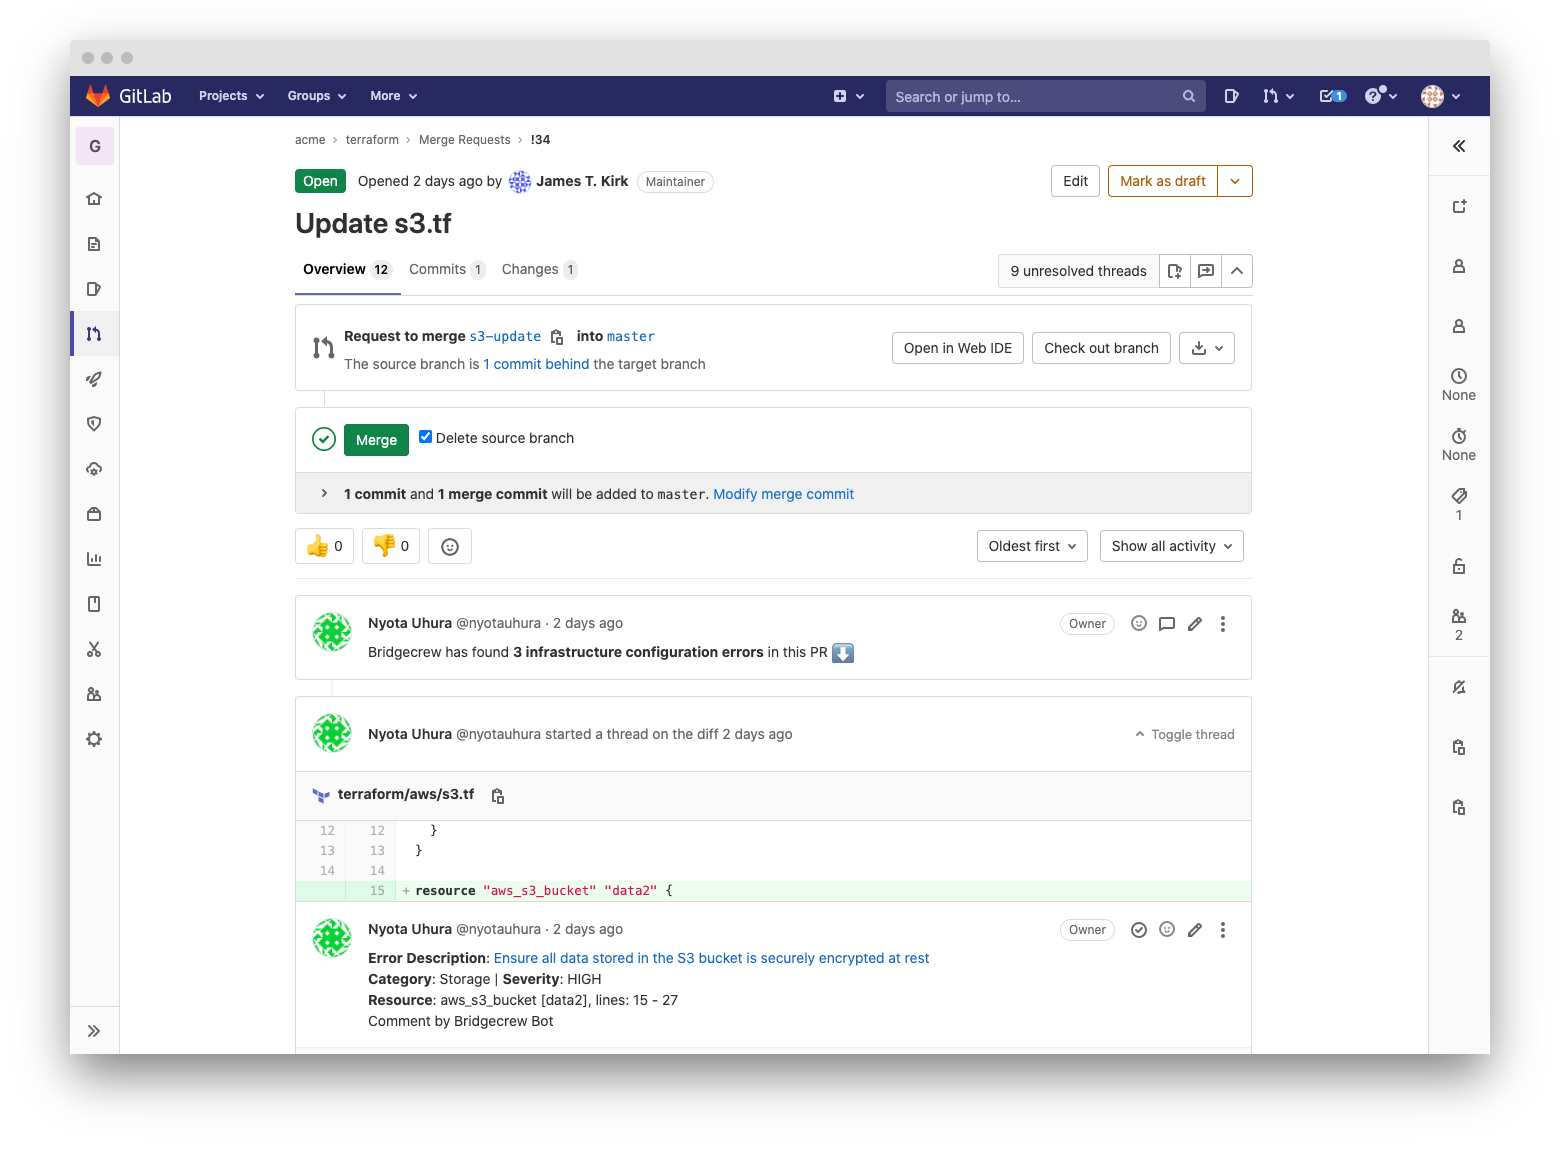 GitLab Projects Groups More Search or jump to... 1
G
acme › terraform › Merge Requests › !34
Open Opened 2 days ago by James T. Kirk Maintainer Edit Mark as draft
Update s3.tf
Overview 12 Commits 1 Changes 1 9 unresolved threads
Request to merge s3-update into master
The source branch is 1 commit behind the target branch
Open in Web IDE Check out branch
None
None
Merge Delete source branch
1 commit and 1 merge commit will be added to master. Modify merge commit
1
0 0 Oldest first Show all activity
2
Nyota Uhura @nyotauhura · 2 days ago Owner
Bridgecrew has found 3 infrastructure configuration errors in this PR
Nyota Uhura @nyotauhura started a thread on the diff 2 days ago Toggle thread
terraform/aws/s3.tf
12 12 }
13 13 }
14 14
15 + resource "aws_s3_bucket" "data2" {
Nyota Uhura @nyotauhura · 2 days ago Owner
Error Description: Ensure all data stored in the S3 bucket is securely encrypted at rest
Category: Storage | Severity: HIGH
Resource: aws_s3_bucket [data2], lines: 15 - 27
Comment by Bridgecrew Bot